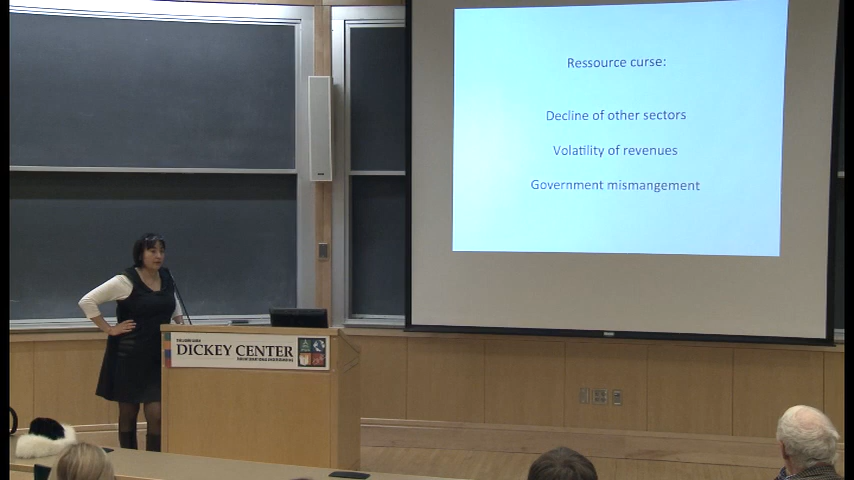 Ressource curse:
Decline of other sectors
Volatility of revenues
Government mismangement
DICKEY CENTER